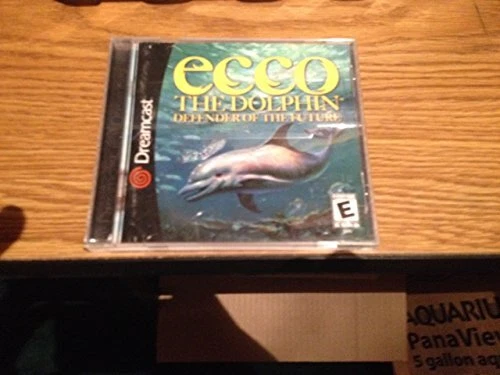 ecco
THE DOLPHIN
DEFENDER OF THE FUTURE
Dreamcast
E
AQUARIU
PanaView
5 gallon aq